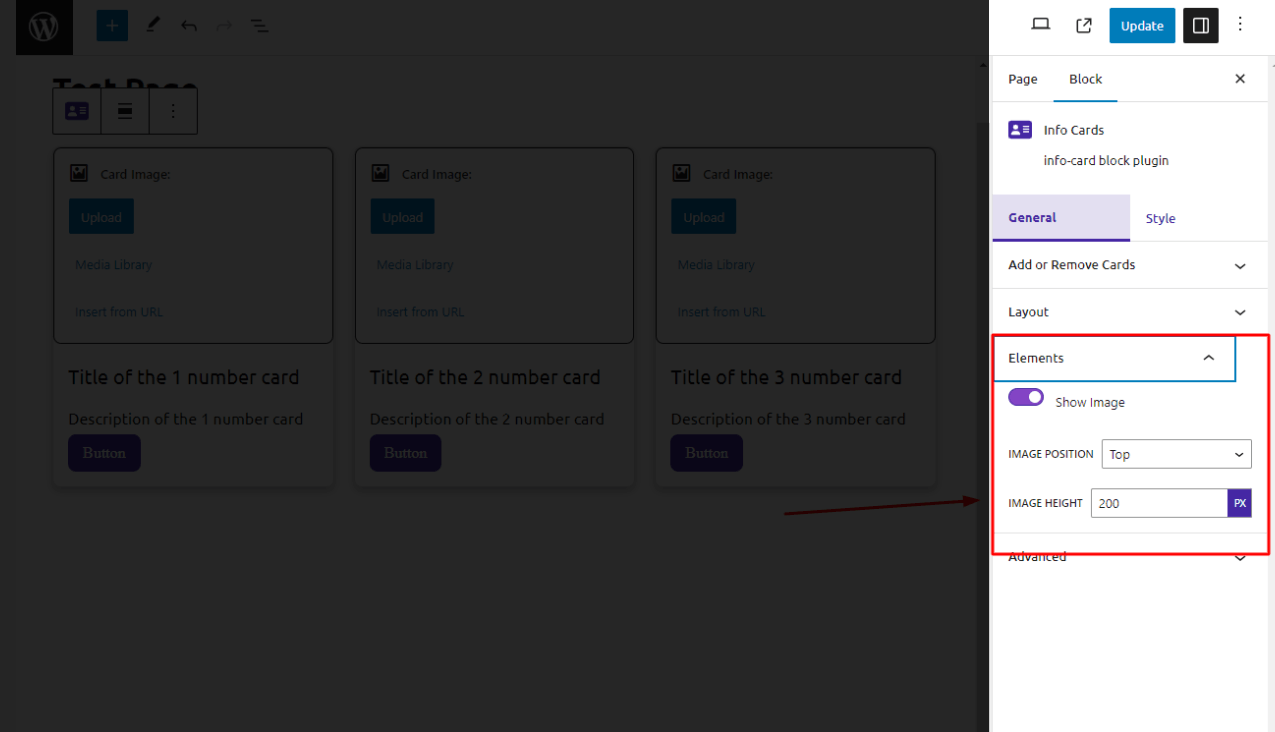 Update
Test Page
Page
Block
Info Cards
info-card block plugin
General
Style
Add or Remove Cards
Layout
Elements
Show Image
IMAGE POSITION
Top
IMAGE HEIGHT
200
PX
Advanced
Card Image:
Upload
Media Library
Insert from URL
Title of the 1 number card
Description of the 1 number card
Button
Card Image:
Upload
Media Library
Insert from URL
Title of the 2 number card
Description of the 2 number card
Button
Card Image:
Upload
Media Library
Insert from URL
Title of the 3 number card
Description of the 3 number card
Button